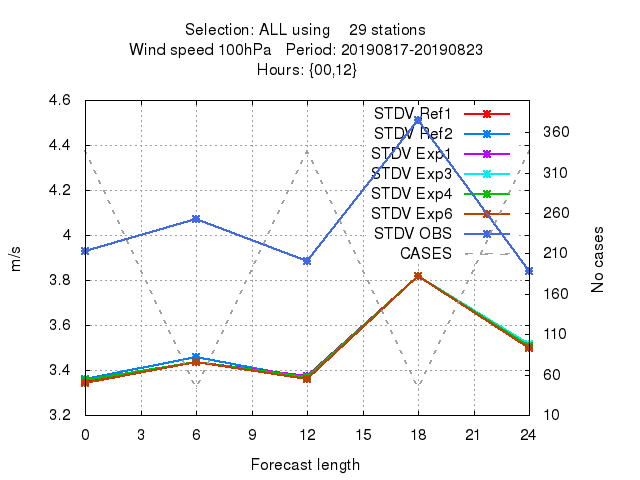 Selection: ALL using 29 stations
Wind speed 100hPa Period: 20190817-20190823
Hours: {00,12}
4.6
4.4
4.2
4
3.8
3.6
3.4
3.2
m/s
STDV Ref1
STDV Ref2
STDV Exp1
STDV Exp3
STDV Exp4
STDV Exp6
STDV OBS
CASES
360
310
260
210
160
110
60
10
No cases
0 3 6 9 12 15 18 21 24
Forecast length